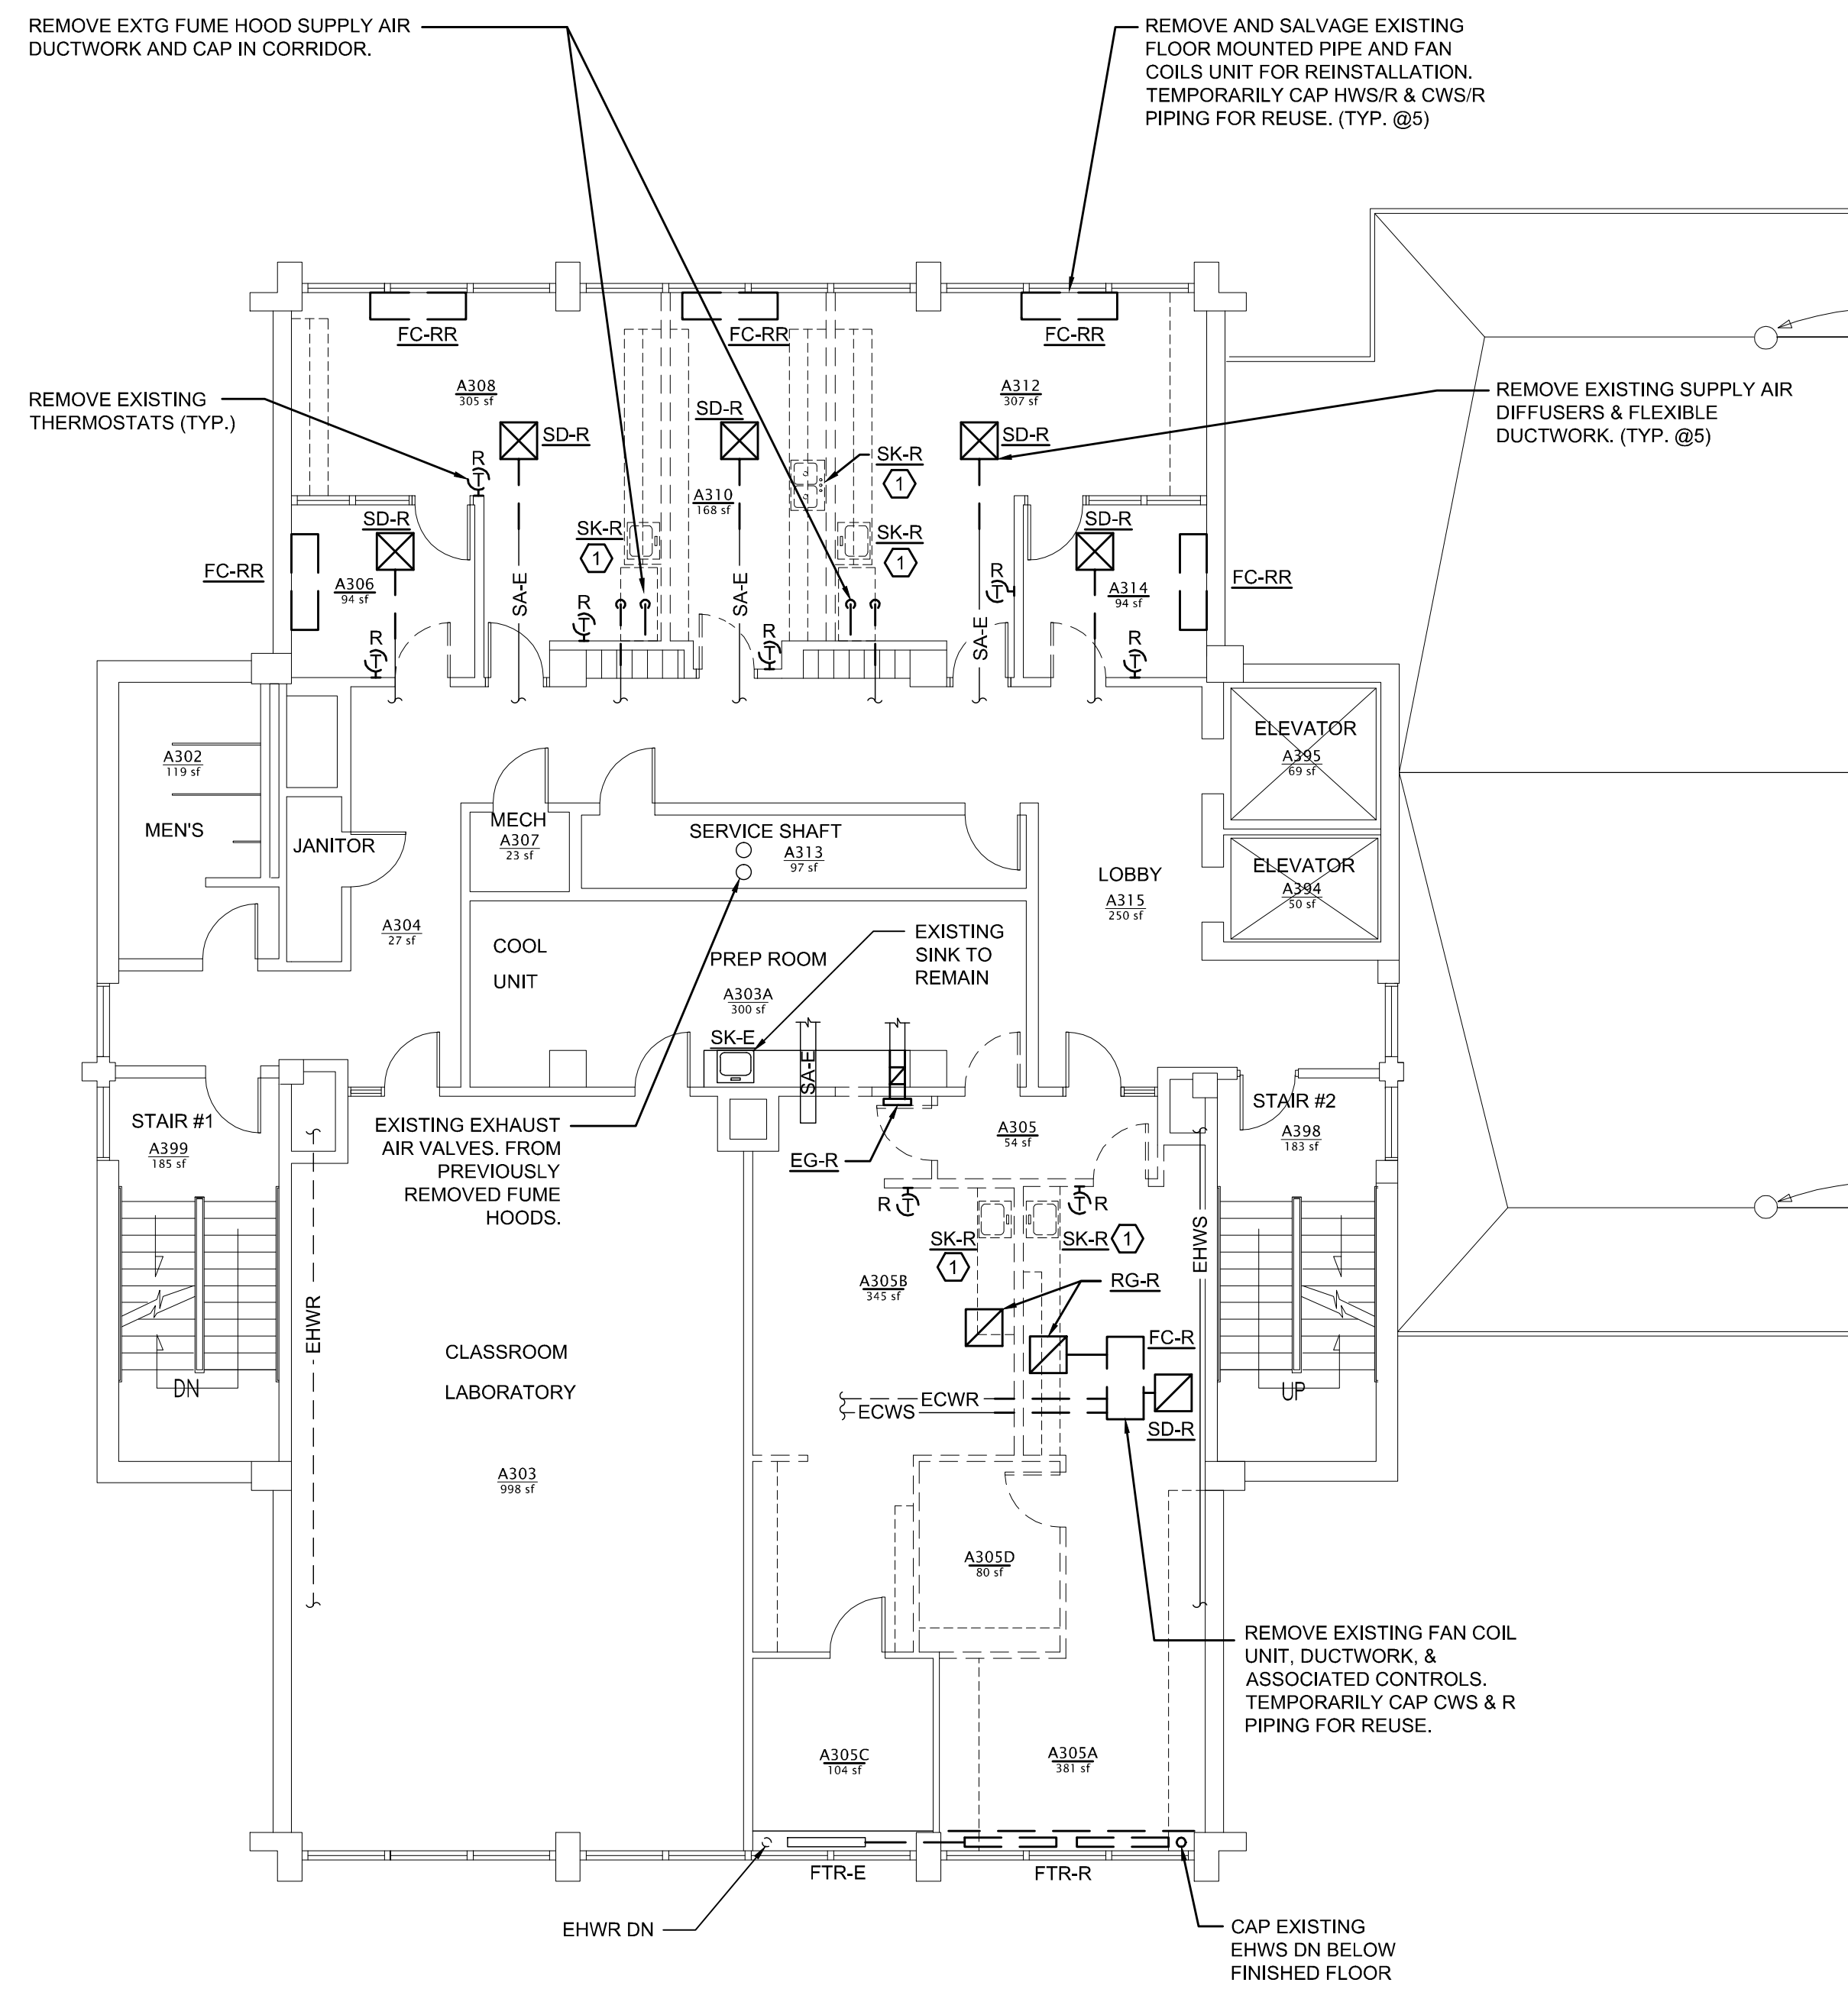 REMOVE EXTG FUME HOOD SUPPLY AIR
DUCTWORK AND CAP IN CORRIDOR.
REMOVE AND SALVAGE EXISTING
FLOOR MOUNTED PIPE AND FAN
COILS UNIT FOR REINSTALLATION.
TEMPORARILY CAP HWS/R & CWS/R
PIPING FOR REUSE. (TYP. @5)
FC-RR
FC-RR
FC-RR
REMOVE EXISTING
THERMOSTATS (TYP.)
A308
305 sf
A312
307 sf
REMOVE EXISTING SUPPLY AIR
DIFFUSERS & FLEXIBLE
DUCTWORK. (TYP. @5)
SD-R
SD-R
SD-R
R
T
SK-R
1
A310
168 sf
SD-R
SK-R
1
SK-R
1
SD-R
FC-RR
A306
94 sf
SA-E
SA-E
SA-E
R
T
A314
94 sf
FC-RR
R
T
R
T
R
T
R
T
A302
119 sf
MEN'S
JANITOR
MECH
A307
23 sf
SERVICE SHAFT
A313
97 sf
ELEVATOR
A395
69 sf
LOBBY
A315
250 sf
ELEVATOR
A394
50 sf
A304
27 sf
COOL
UNIT
PREP ROOM
A303A
300 sf
EXISTING
SINK TO
REMAIN
SK-E
SA-E
STAIR #1
A399
185 sf
EXISTING EXHAUST
AIR VALVES. FROM
PREVIOUSLY
REMOVED FUME
HOODS.
EG-R
A305
54 sf
STAIR #2
A398
183 sf
R
T
T
R
SK-R
1
SK-R
1
EHWS
EHWR
A305B
345 sf
RG-R
FC-R
CLASSROOM
LABORATORY
DN
ECWR
ECWS
SD-R
UP
A303
998 sf
A305D
80 sf
REMOVE EXISTING FAN COIL
UNIT, DUCTWORK, &
ASSOCIATED CONTROLS.
TEMPORARILY CAP CWS & R
PIPING FOR REUSE.
A305C
104 sf
A305A
381 sf
FTR-E
FTR-R
EHWR DN
CAP EXISTING
EHWS DN BELOW
FINISHED FLOOR